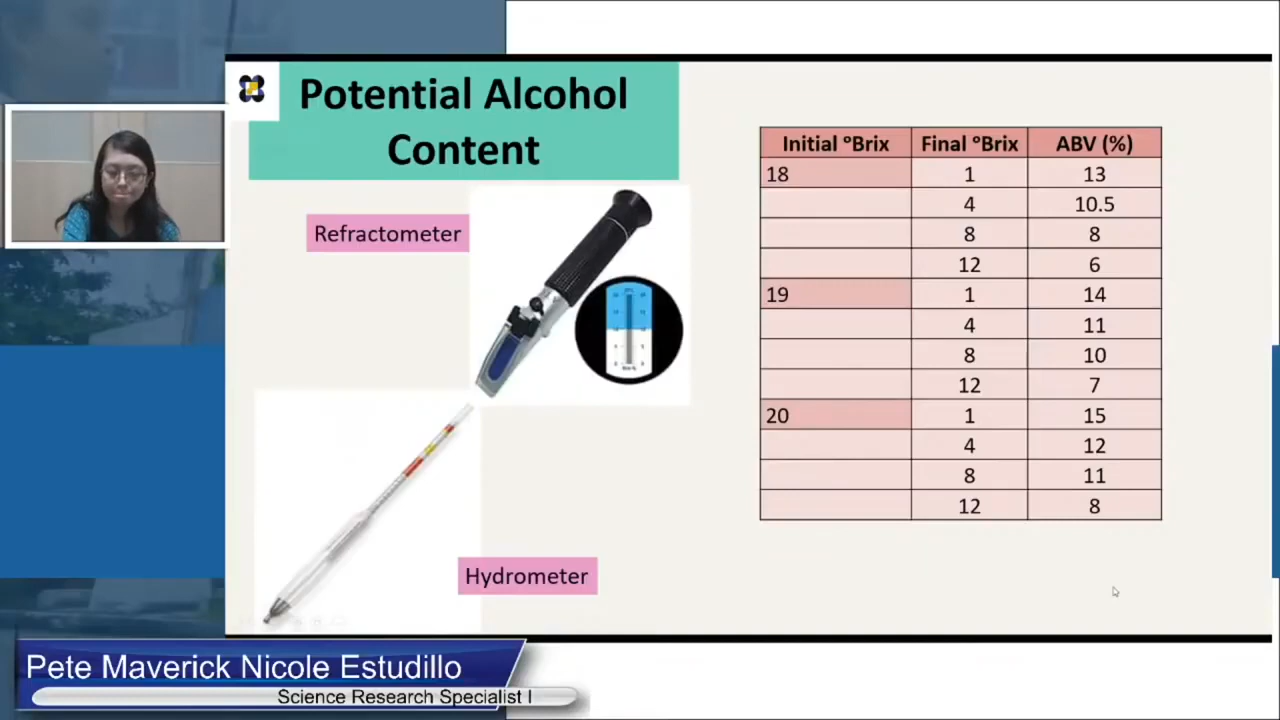 Potential Alcohol
Content
Refractometer
Hydrometer
Initial ºBrix Final ºBrix ABV (%)
18 1 13
4 10.5
8 8
12 6
19 1 14
4 11
8 10
12 7
20 1 15
4 12
8 11
12 8
Pete Maverick Nicole Estudillo
Science Research Specialist I